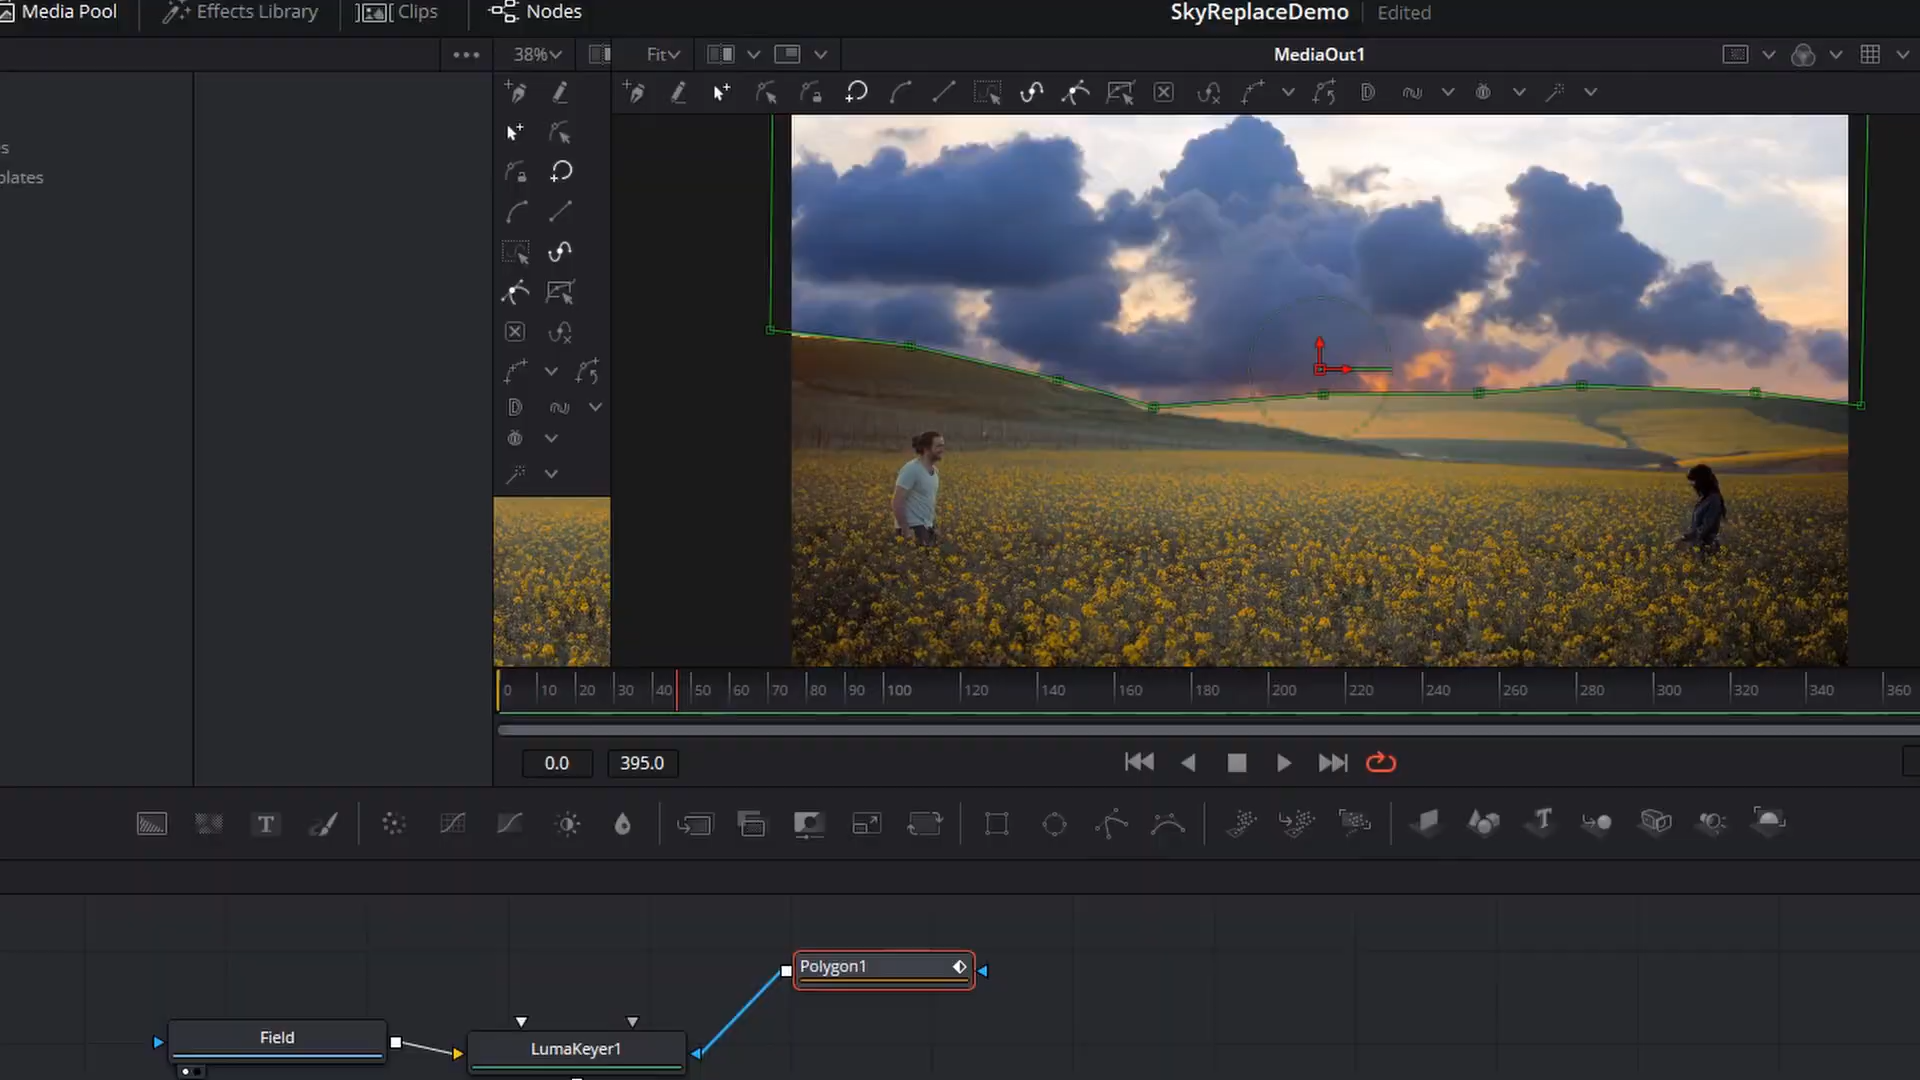 Media Pool
Effects Library
Clips
Nodes
SkyReplaceDemo
Edited
38%
Fit
MediaOut1
s
plates
0 10 20 30 40 50 60 70 80 90 100 120 140 160 180 200 220 240 260 280 300 320 340 360
0.0
395.0
T
Polygon1
Field
LumaKeyer1